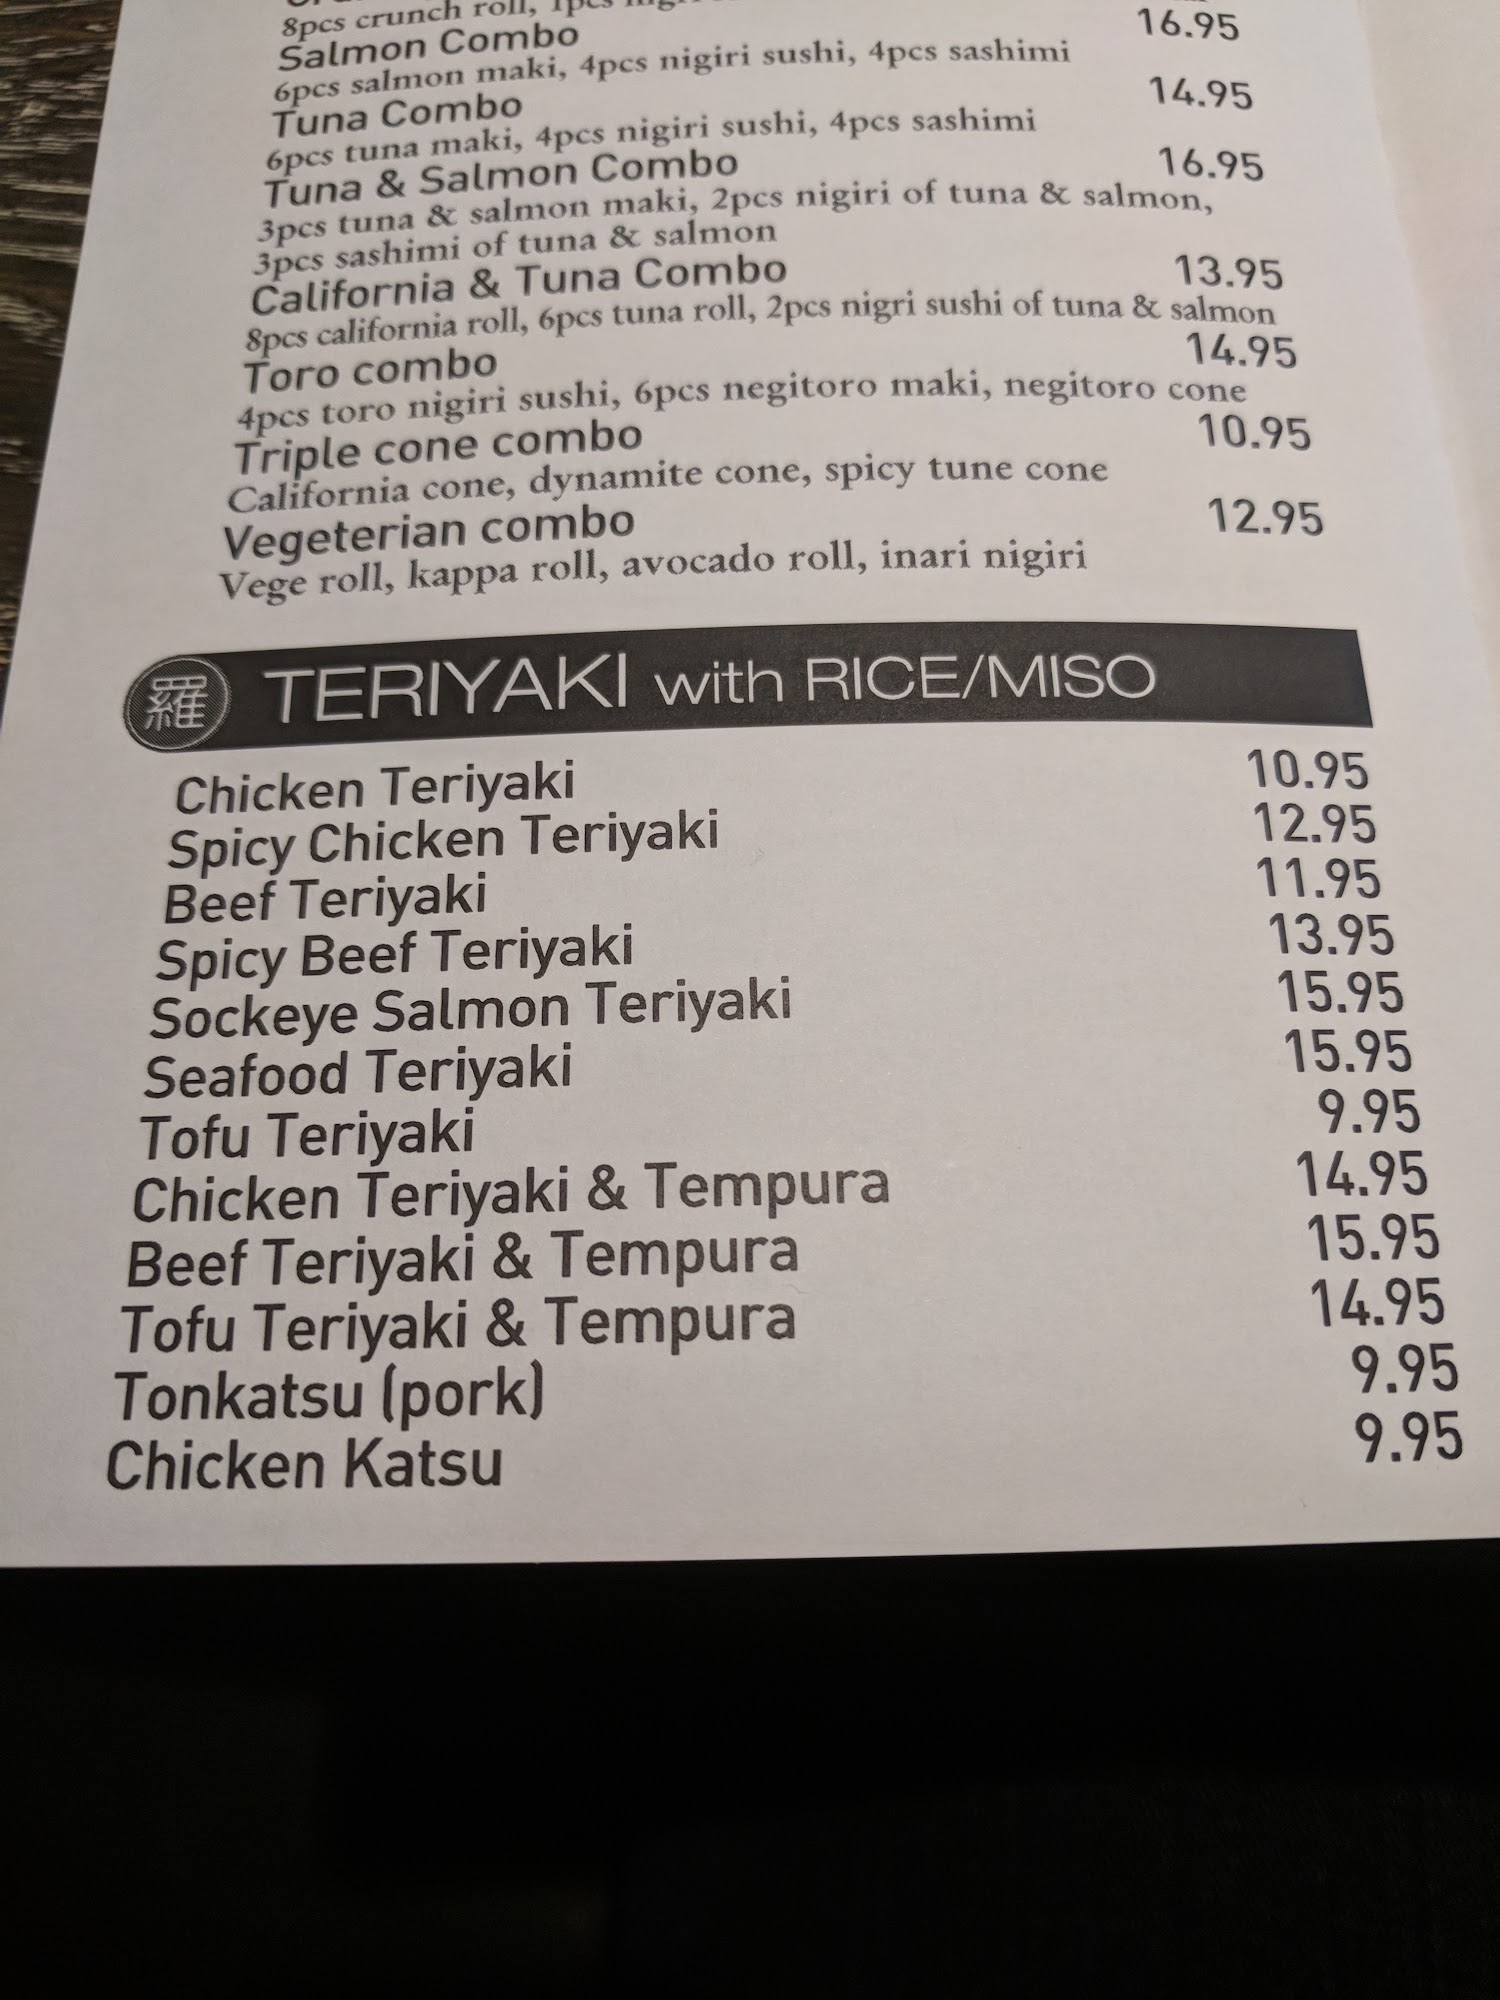 8pcs crunch roll, 1pcs
Salmon Combo 16.95
6pcs salmon maki, 4pcs nigiri sushi, 4pcs sashimi
Tuna Combo 14.95
6pcs tuna maki, 4pcs nigiri sushi, 4pcs sashimi
Tuna & Salmon Combo 16.95
3pcs tuna & salmon maki, 2pcs nigiri of tuna & salmon,
3pcs sashimi of tuna & salmon
California & Tuna Combo 13.95
8pcs california roll, 6pcs tuna roll, 2pcs nigri sushi of tuna & salmon
Toro combo 14.95
4pcs toro nigiri sushi, 6pcs negitoro maki, negitoro cone
Triple cone combo 10.95
California cone, dynamite cone, spicy tune cone
Vegeterian combo 12.95
Vege roll, kappa roll, avocado roll, inari nigiri
羅 TERIYAKI with RICE/MISO
Chicken Teriyaki 10.95
Spicy Chicken Teriyaki 12.95
Beef Teriyaki 11.95
Spicy Beef Teriyaki 13.95
Sockeye Salmon Teriyaki 15.95
Seafood Teriyaki 15.95
Tofu Teriyaki 9.95
Chicken Teriyaki & Tempura 14.95
Beef Teriyaki & Tempura 15.95
Tofu Teriyaki & Tempura 14.95
Tonkatsu (pork) 9.95
Chicken Katsu 9.95